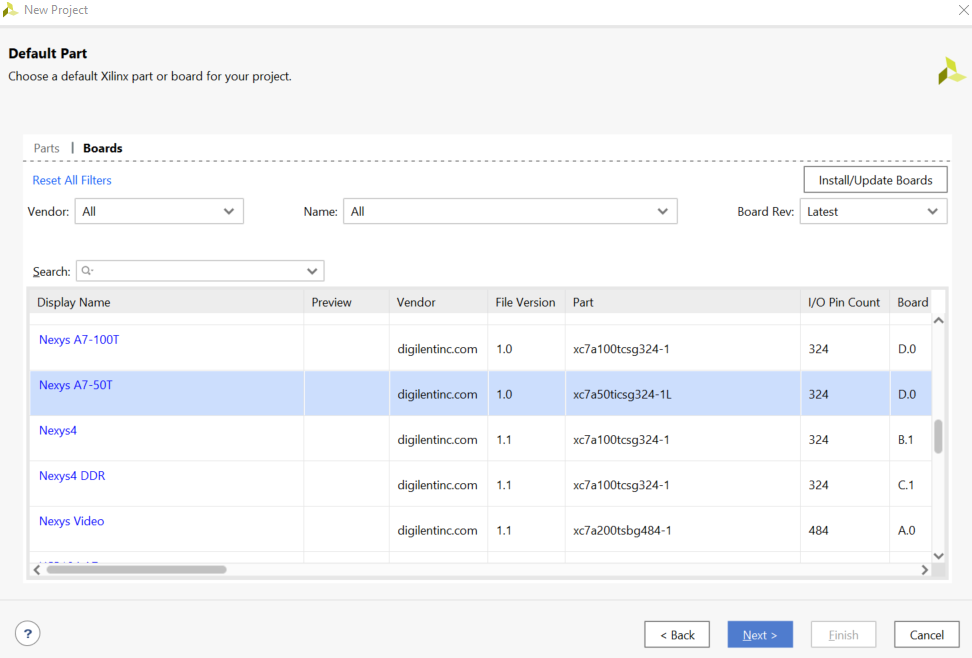 New Project
Default Part
Choose a default Xilinx part or board for your project.
Parts | Boards
Reset All Filters
Install/Update Boards
Vendor: All Name: All Board Rev: Latest
Search:
Display Name Preview Vendor File Version Part I/O Pin Count Board
Nexys A7-100T digilentinc.com 1.0 xc7a100tcsg324-1 324 D.0
Nexys A7-50T digilentinc.com 1.0 xc7a50ticsg324-1L 324 D.0
Nexys4 digilentinc.com 1.1 xc7a100tcsg324-1 324 B.1
Nexys4 DDR digilentinc.com 1.1 xc7a100tcsg324-1 324 C.1
Nexys Video digilentinc.com 1.1 xc7a200tsbg484-1 484 A.0
? < Back Next > Finish Cancel